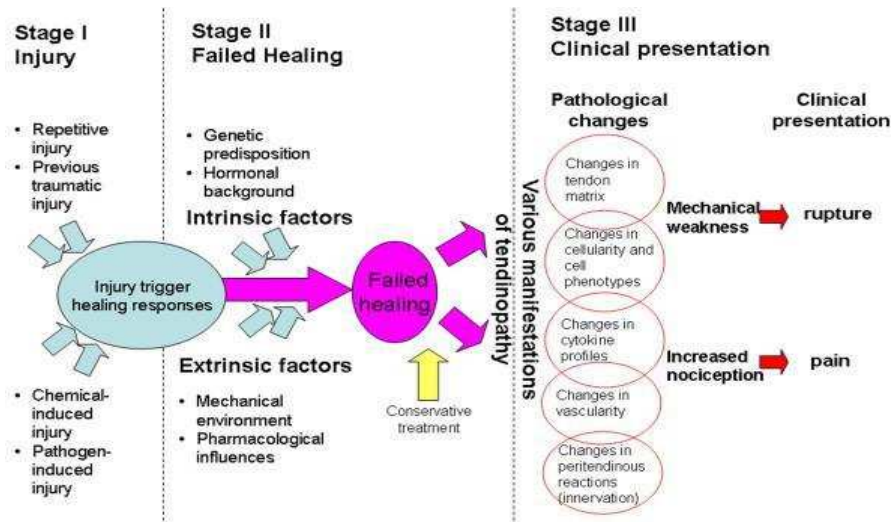 Stage I
Injury
• Repetitive
injury
• Previous
traumatic
injury
Injury trigger
healing responses
• Chemical-
induced
injury
• Pathogen-
induced
injury
Stage II
Failed Healing
• Genetic
predisposition
• Hormonal
background
Intrinsic factors
Failed
healing
Extrinsic factors
• Mechanical
environment
• Pharmacological
influences
Conservative
treatment
Various manifestations
of tendinopathy
Stage III
Clinical presentation
Pathological
changes
Changes in
tendon
matrix
Changes in
cellularity and
cell
phenotypes
Changes in
cytokine
profiles
Changes in
vascularity
Changes in
peritendinous
reactions
(innervation)
Mechanical
weakness
Increased
nociception
Clinical
presentation
rupture
pain